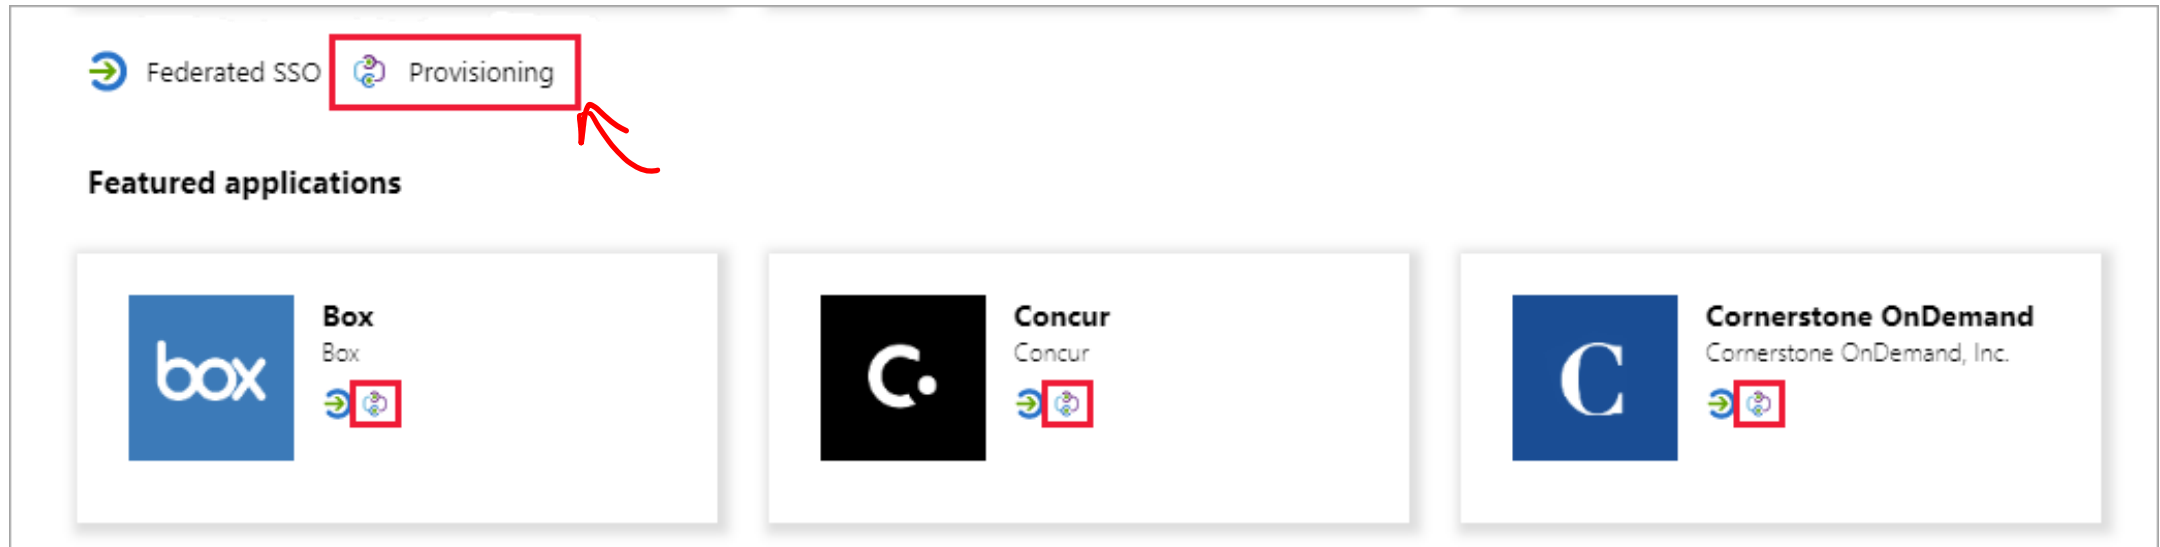 Federated SSO Provisioning
Featured applications
box
Box
Box
C.
Concur
Concur
C
Cornerstone OnDemand
Cornerstone OnDemand, Inc.